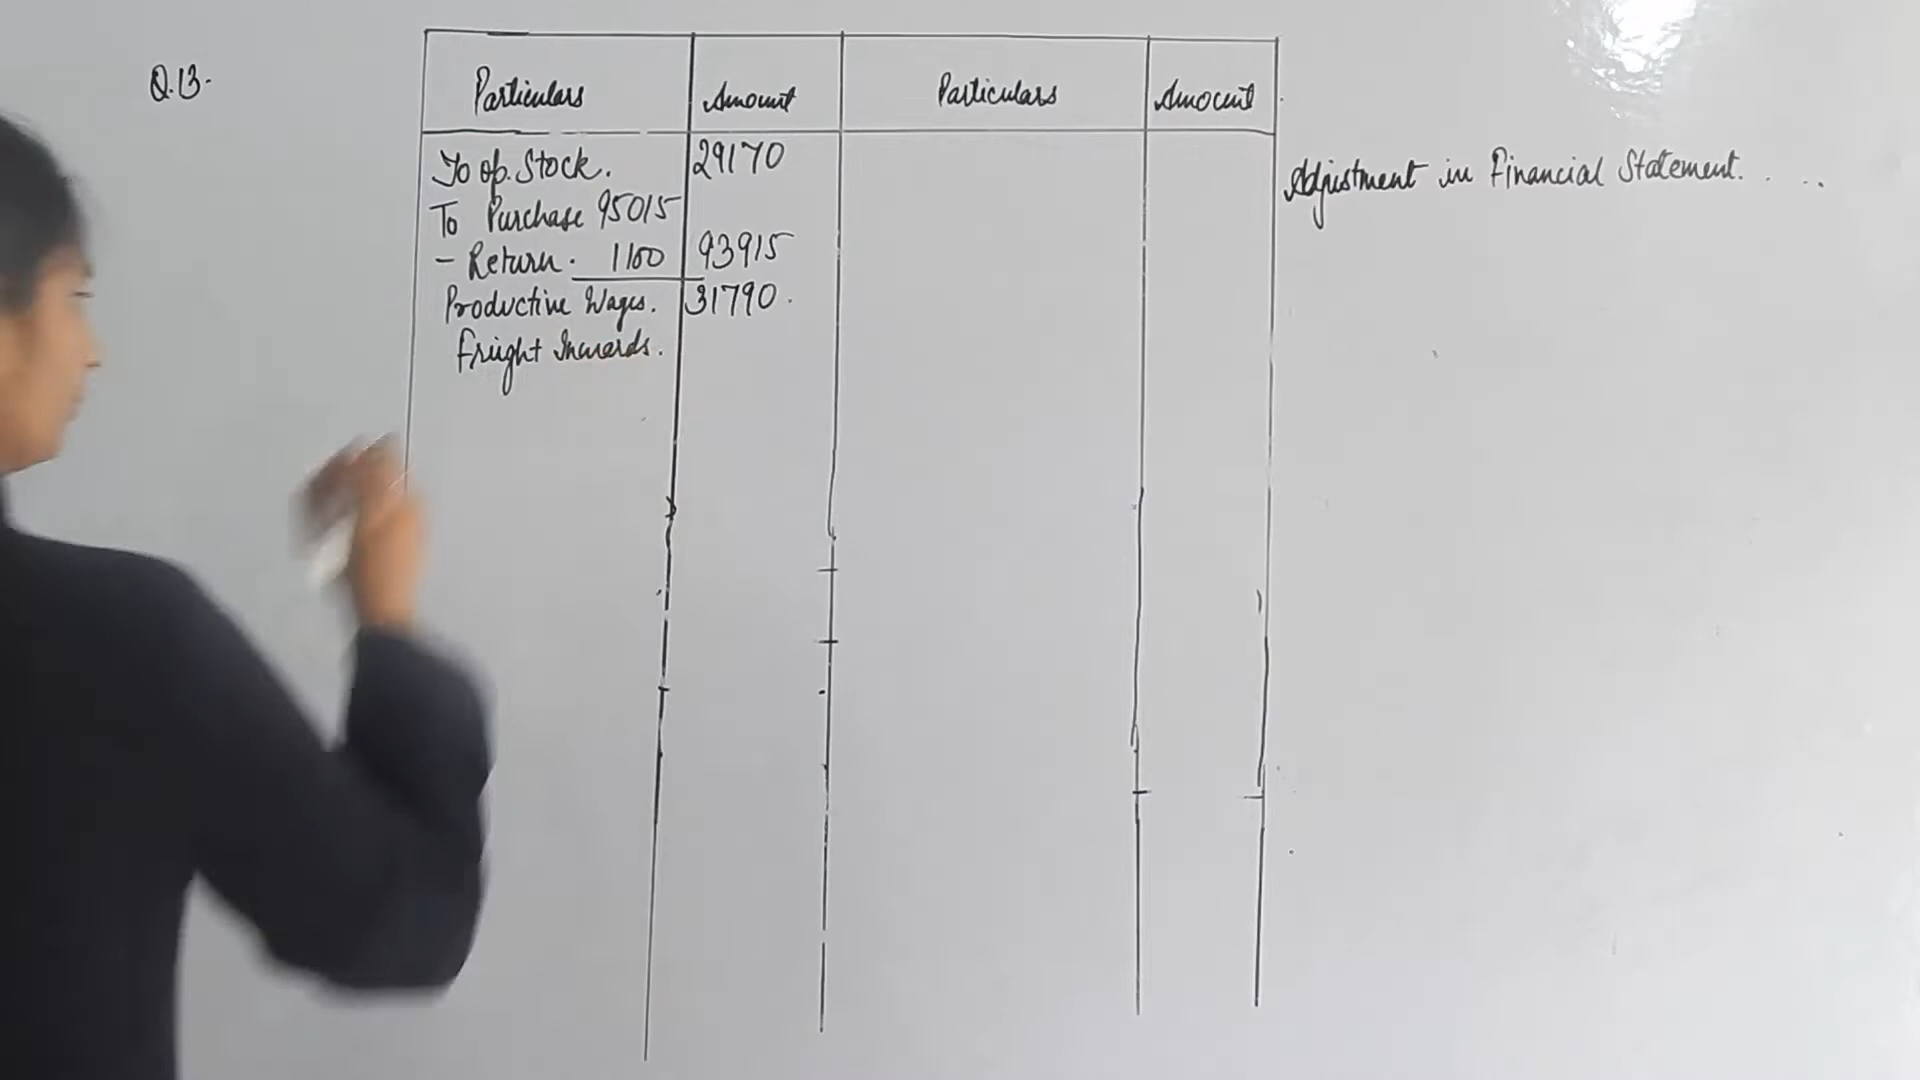 Q.13.
Particulars Amount Particulars Amount
To op. Stock. 29170
To Purchase 95015
- Return. 1100 93915
Productive Wages. 31790.
Freight Inwards.
Adjustment in Financial Statement. . ..